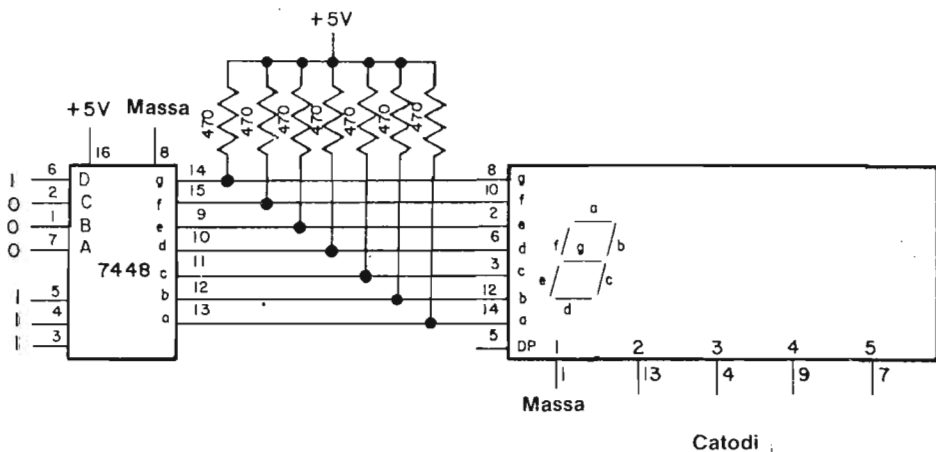 +5V
+5V Massa
470 470 470 470 470 470 470
16 8
1 6 D g 14 8 g
0 2 C f 15 10 f
0 1 B e 9 2 e
0 7 A d 10 6 d
7448 c 11 3 c
1 5 b 12 12 b
1 4 a 13 14 a
1 3
5 DP
a
f g b
e c
d
1 2 3 4 5
1 13 4 9 7
Massa
Catodi